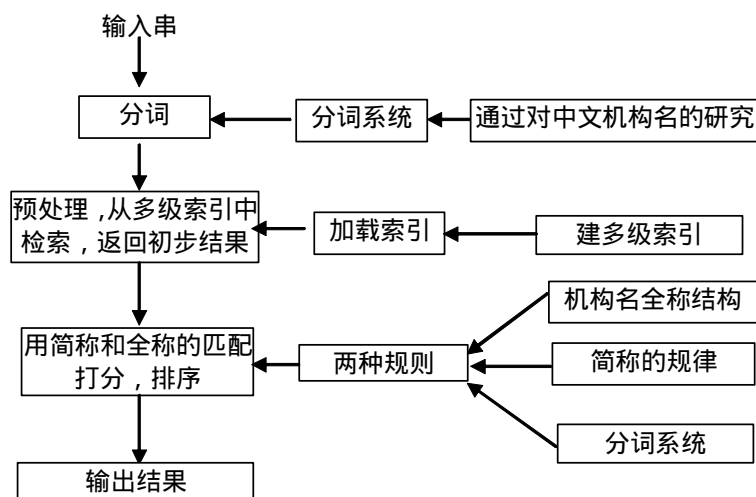 输入串
分词
分词系统
通过对中文机构名的研究
预处理,从多级索引中
检索,返回初步结果
加载索引
建多级索引
机构名全称结构
用简称和全称的匹配
打分,排序
两种规则
简称的规律
分词系统
输出结果